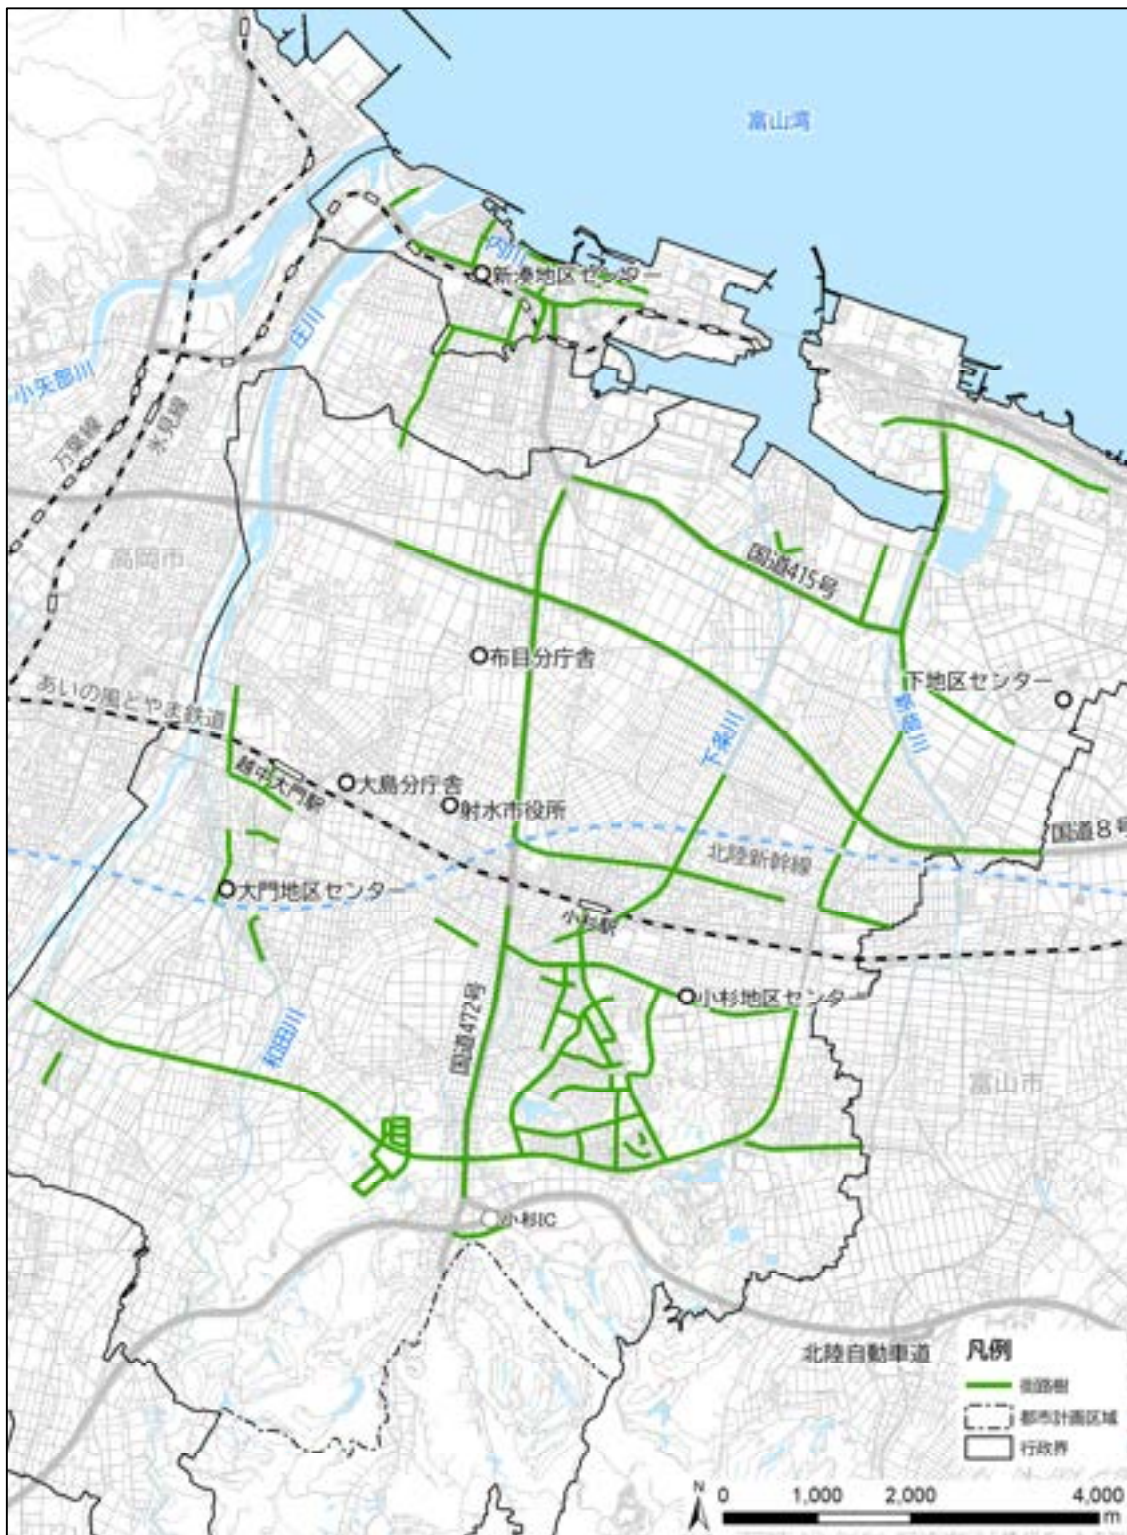 富山湾
内川
新湊地区センター
庄川
小矢部川
万葉線
氷見線
高岡市
国道415号
布目分庁舎
下地区センター
あいの風とやま鉄道
新堀川
下条川
越中大門駅
大島分庁舎
射水市役所
国道8号
北陸新幹線
大門地区センター
小杉駅
小杉地区センター
国道472号
和田川
富山市
小杉IC
北陸自動車道
凡例
街路樹
都市計画区域
行政界
N
0 1,000 2,000 4,000
m